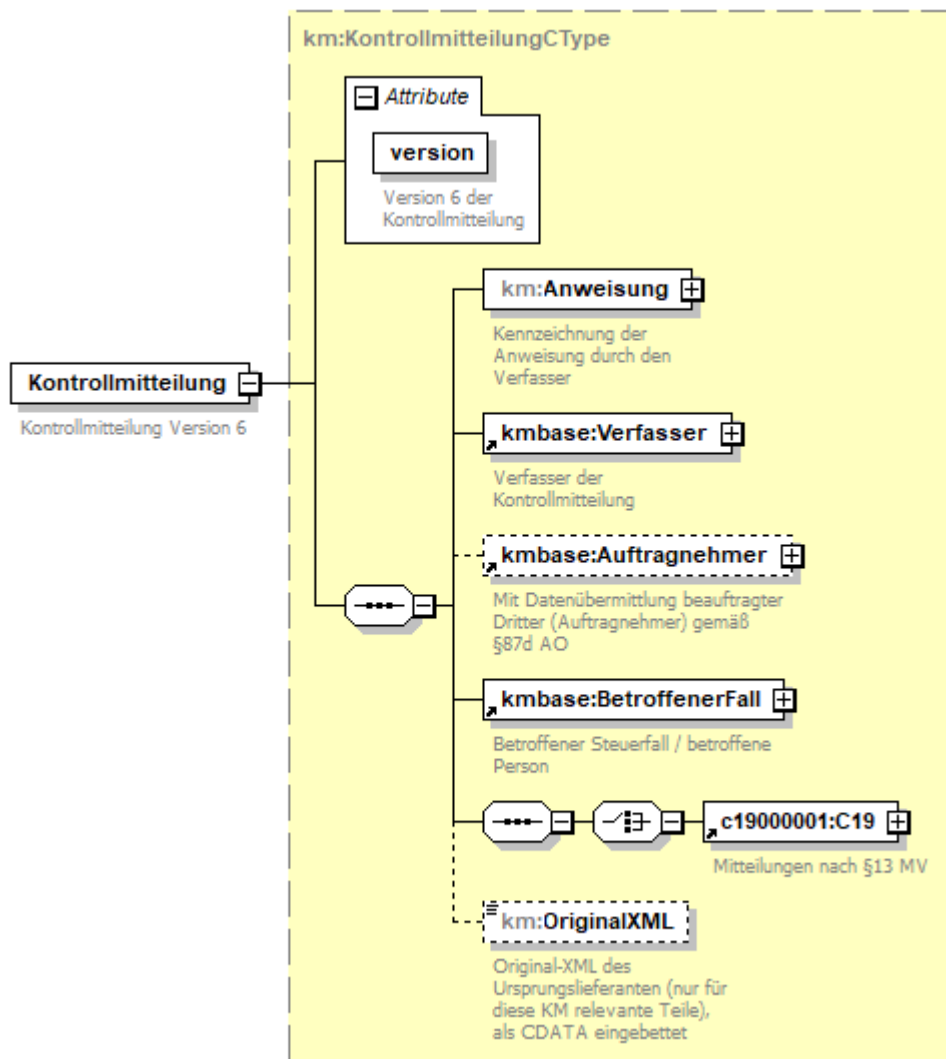 km:KontrollmitteilungCType
Attribute
version
Version 6 der
Kontrollmitteilung
km:Anweisung
Kennzeichnung der
Anweisung durch den
Verfasser
Kontrollmitteilung
Kontrollmitteilung Version 6
kmbase:Verfasser
Verfasser der
Kontrollmitteilung
kmbase:Auftragnehmer
Mit Datenübermittlung beauftragter
Dritter (Auftragnehmer) gemäß
§87d AO
kmbase:BetroffenerFall
Betroffener Steuerfall / betroffene
Person
c19000001:C19
Mitteilungen nach §13 MV
km:OriginalXML
Original-XML des
Ursprungslieferanten (nur für
diese KM relevante Teile),
als CDATA eingebettet